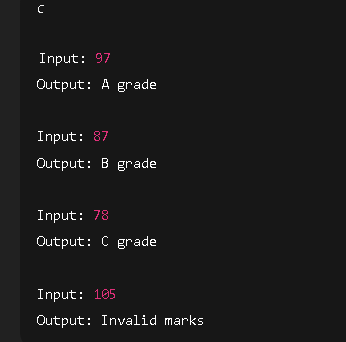 c
Input: 97
Output: A grade
Input: 87
Output: B grade
Input: 78
Output: C grade
Input: 105
Output: Invalid marks